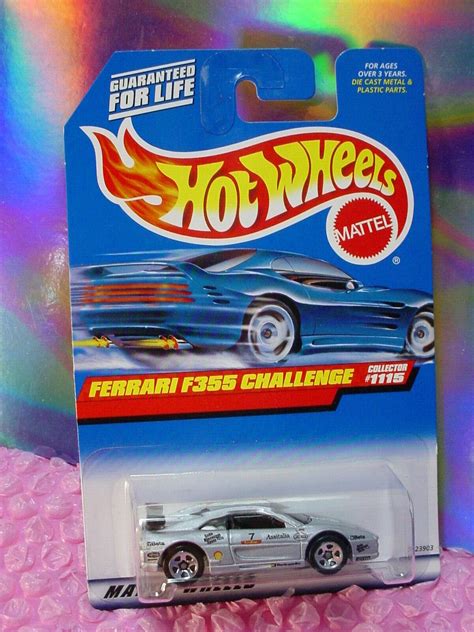 GUARANTEED
FOR LIFE
FOR AGES
OVER 3 YEARS.
DIE CAST METAL &
PLASTIC PARTS.
HOT WHEELS
MATTEL
®
FERRARI F355 CHALLENGE
COLLECTOR
#1115
7
Assitalia
23903